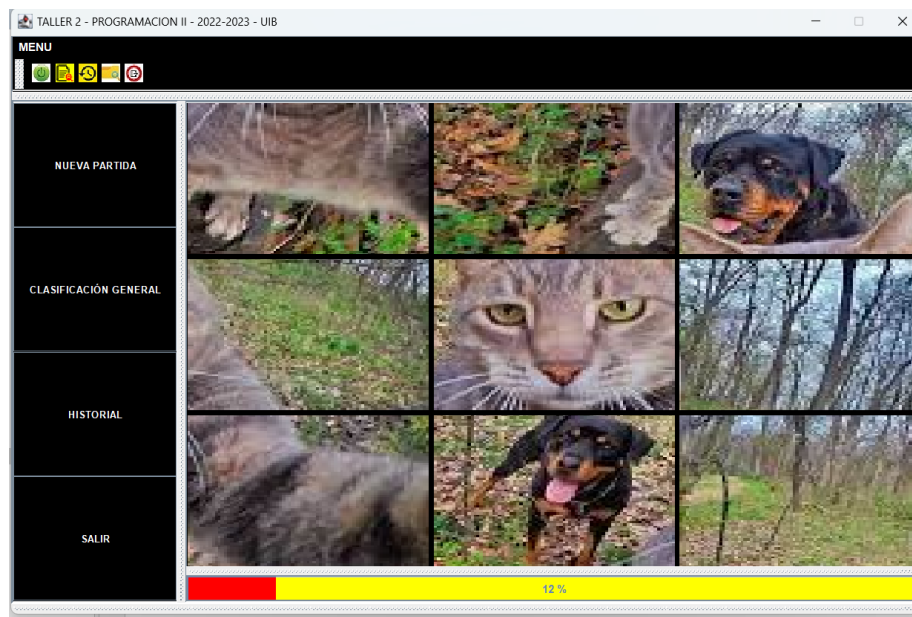 TALLER 2 - PROGRAMACION II - 2022-2023 - UIB
MENU
NUEVA PARTIDA
CLASIFICACIÓN GENERAL
HISTORIAL
SALIR
12 %